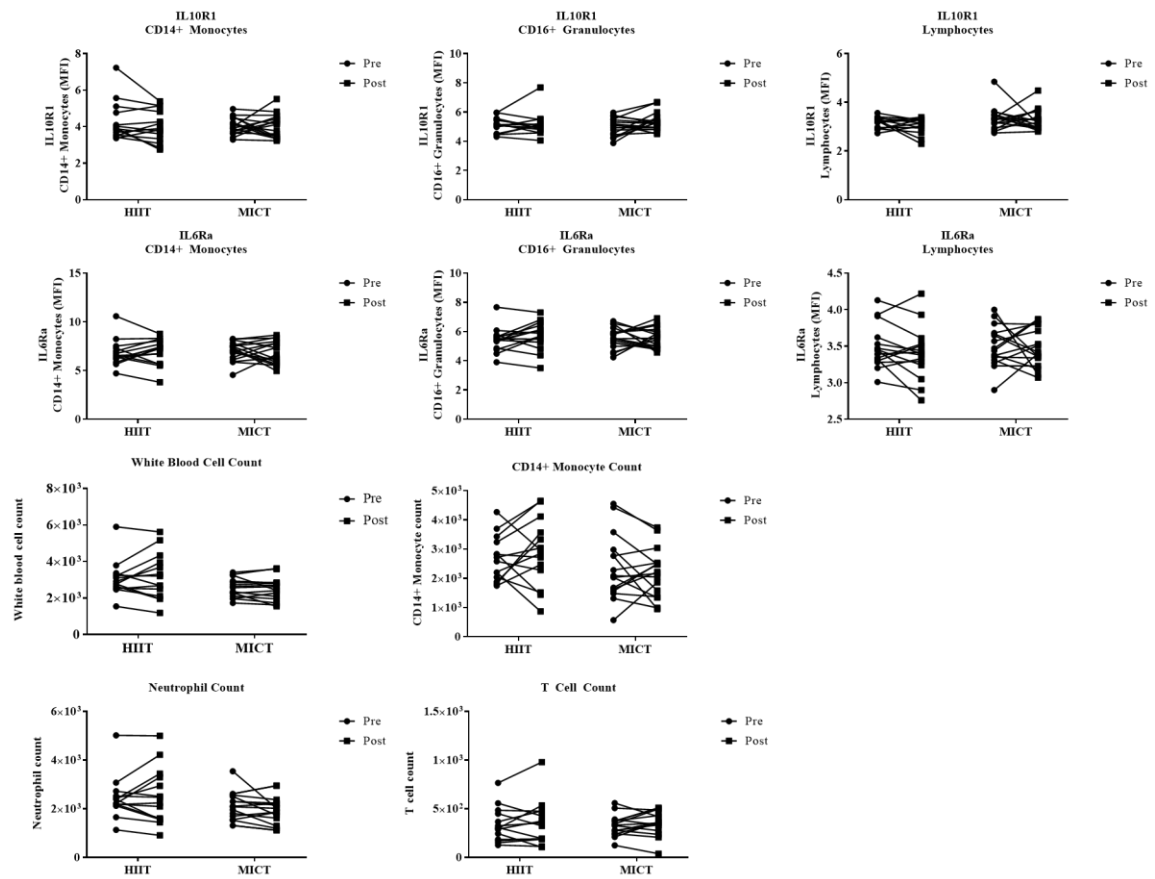 IL10R1
CD14+ Monocytes
IL10R1
CD14+ Monocytes (MFI)
8
6
4
2
0
HIIT
MICT
Pre
Post
IL10R1
CD16+ Granulocytes
IL10R1
CD16+ Granulocytes (MFI)
10
8
6
4
2
0
HIIT
MICT
Pre
Post
IL10R1
Lymphocytes
IL10R1
Lymphocytes (MFI)
6
4
2
0
HIIT
MICT
Pre
Post
IL6Ra
CD14+ Monocytes
IL6Ra
CD14+ Monocytes (MFI)
15
10
5
0
HIIT
MICT
Pre
Post
IL6Ra
CD16+ Granulocytes
IL6Ra
CD16+ Granulocytes (MFI)
10
8
6
4
2
0
HIIT
MICT
Pre
Post
IL6Ra
Lymphocytes
IL6Ra
Lymphocytes (MFI)
4.5
4.0
3.5
3.0
2.5
HIIT
MICT
Pre
Post
White Blood Cell Count
White blood cell count
8×10³
6×10³
4×10³
2×10³
0
HIIT
MICT
Pre
Post
CD14+ Monocyte Count
CD14+ Monocyte count
5×10³
4×10³
3×10³
2×10³
1×10³
0
HIIT
MICT
Pre
Post
Neutrophil Count
Neutrophil count
6×10³
4×10³
2×10³
0
HIIT
MICT
Pre
Post
T Cell Count
T cell count
1.5×10³
1×10³
5×10²
0
HIIT
MICT
Pre
Post